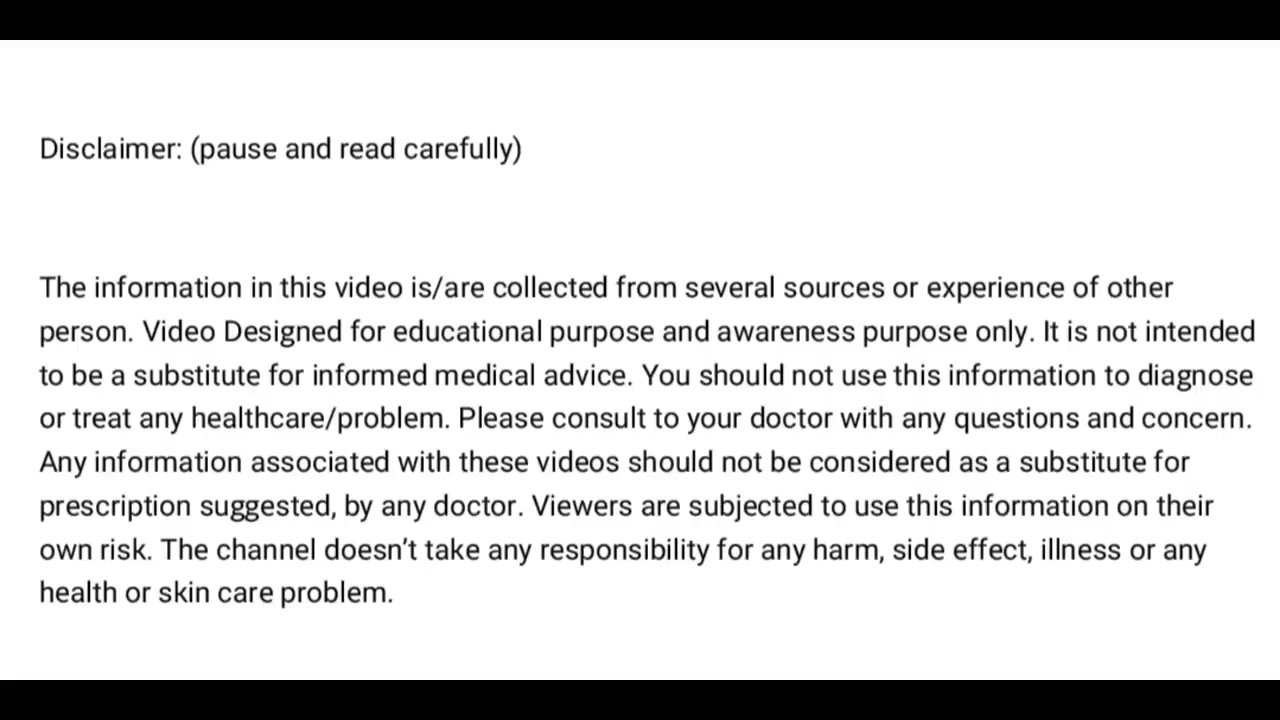 Disclaimer: (pause and read carefully)
The information in this video is/are collected from several sources or experience of other
person. Video Designed for educational purpose and awareness purpose only. It is not intended
to be a substitute for informed medical advice. You should not use this information to diagnose
or treat any healthcare/problem. Please consult to your doctor with any questions and concern.
Any information associated with these videos should not be considered as a substitute for
prescription suggested, by any doctor. Viewers are subjected to use this information on their
own risk. The channel doesn’t take any responsibility for any harm, side effect, illness or any
health or skin care problem.